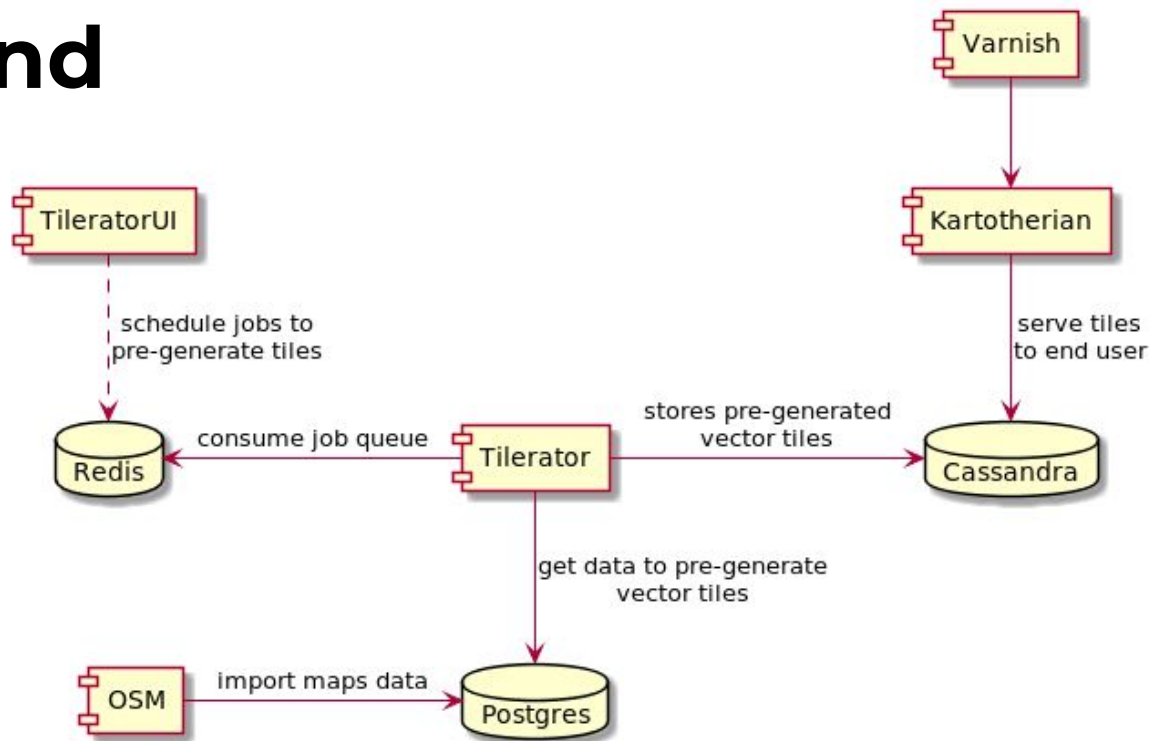 nd
Varnish
TileratorUI
Kartotherian
schedule jobs to
pre-generate tiles
serve tiles
to end user
Redis
consume job queue
Tilerator
stores pre-generated
vector tiles
Cassandra
get data to pre-generate
vector tiles
OSM
import maps data
Postgres